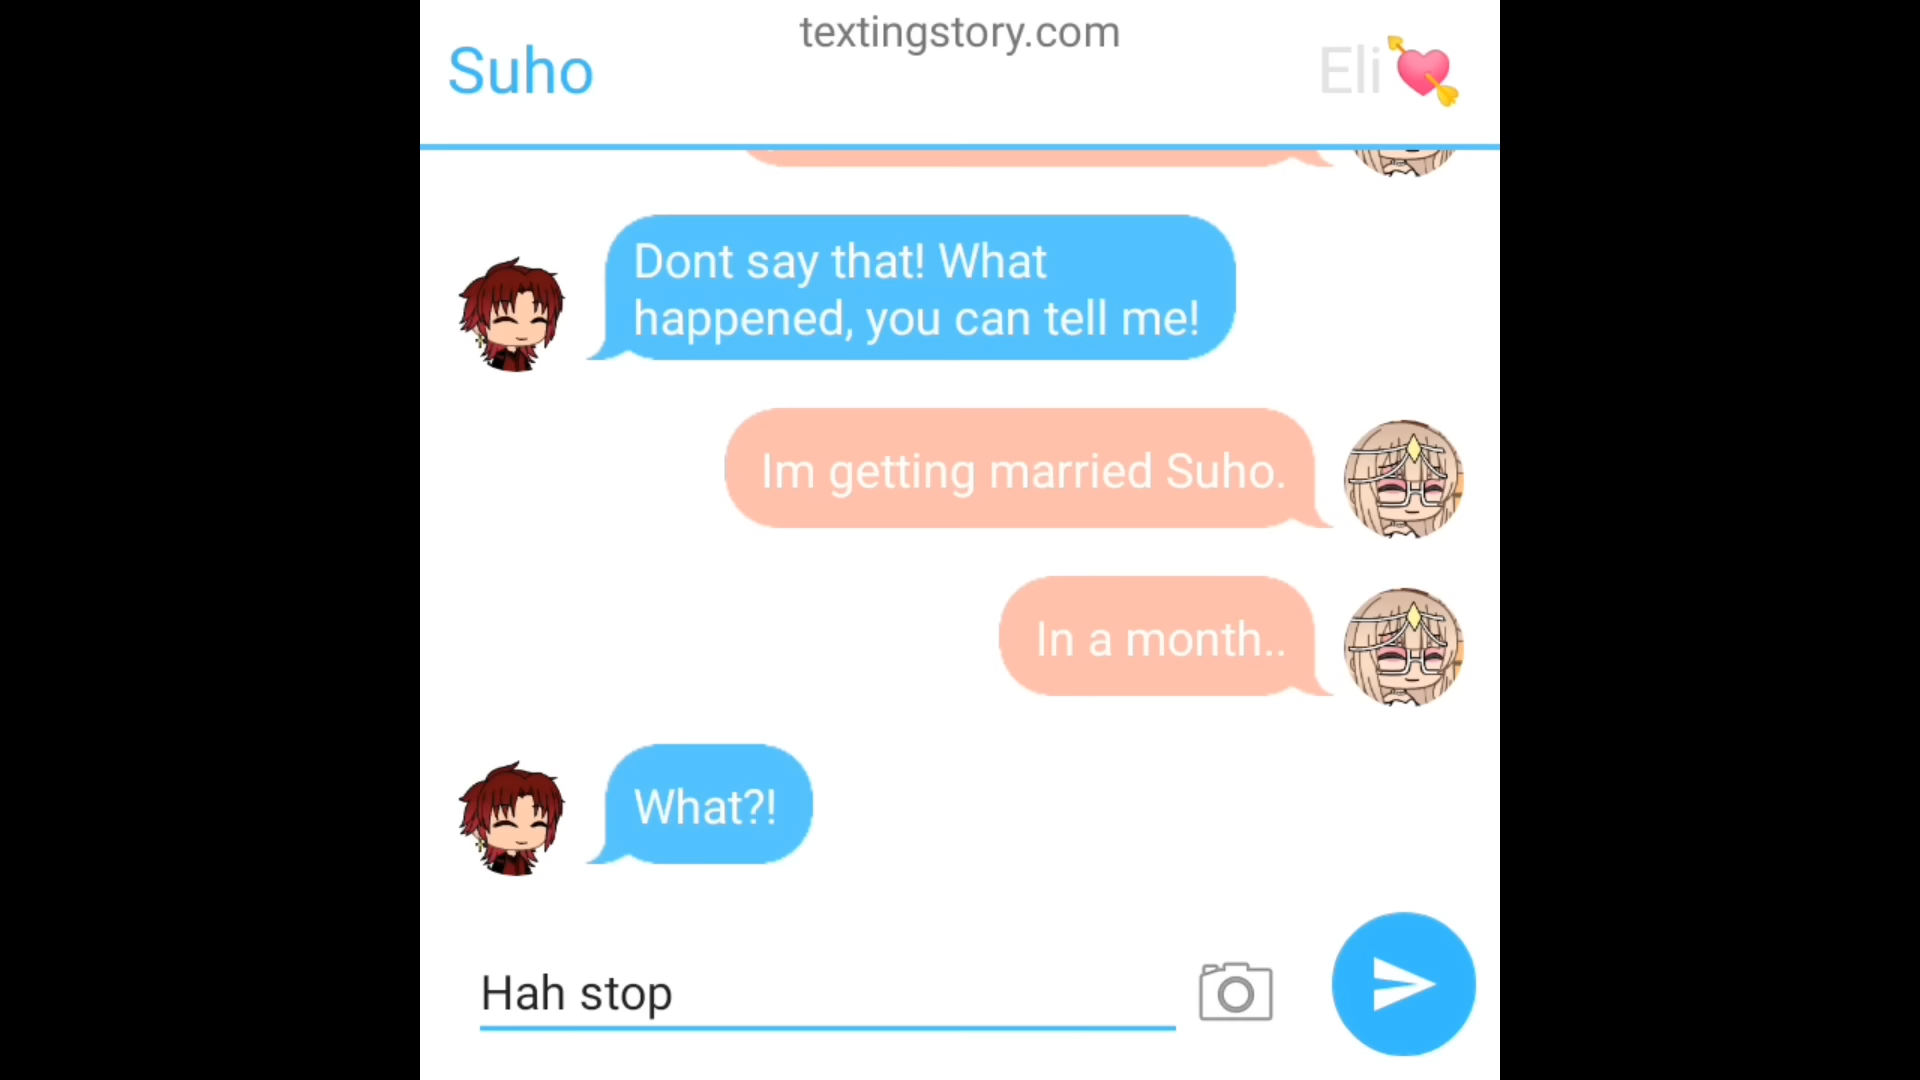 textingstory.com
Suho
Eli💘
Dont say that! What
happened, you can tell me!
Im getting married Suho.
In a month..
What?!
Hah stop